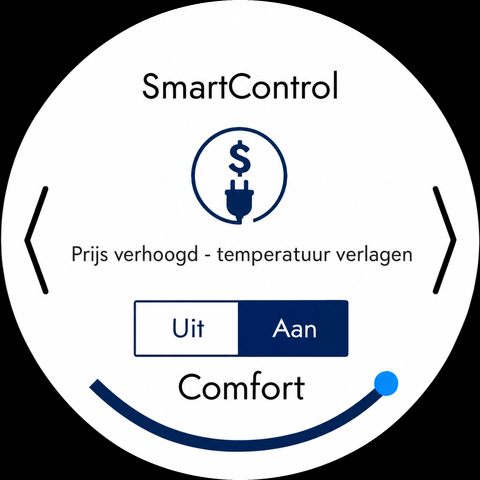 SmartControl
$
Prijs verhoogd - temperatuur verlagen
Uit Aan
Comfort